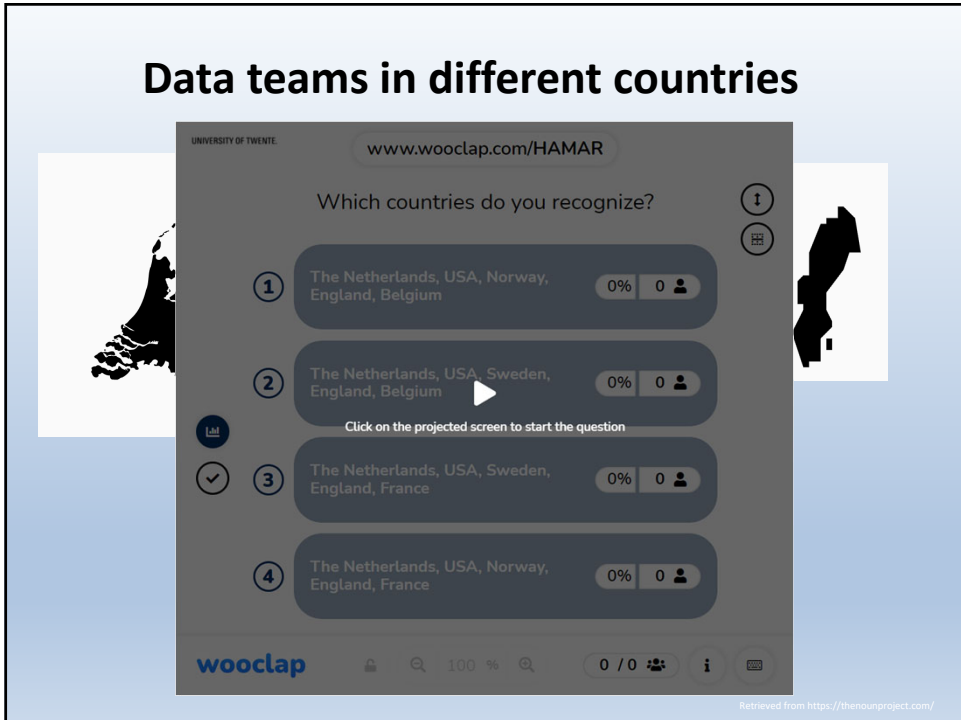 Data teams in different countries
UNIVERSITY OF TWENTE.
www.wooclap.com/HAMAR
Which countries do you recognize?
1
The Netherlands, USA, Norway,
England, Belgium
0% 0
2
The Netherlands, USA, Sweden,
England, Belgium
0% 0
Click on the projected screen to start the question
3
The Netherlands, USA, Sweden,
England, France
0% 0
4
The Netherlands, USA, Norway,
England, France
0% 0
wooclap
100 %
0 / 0
i
Retrieved from https://thenounproject.com/